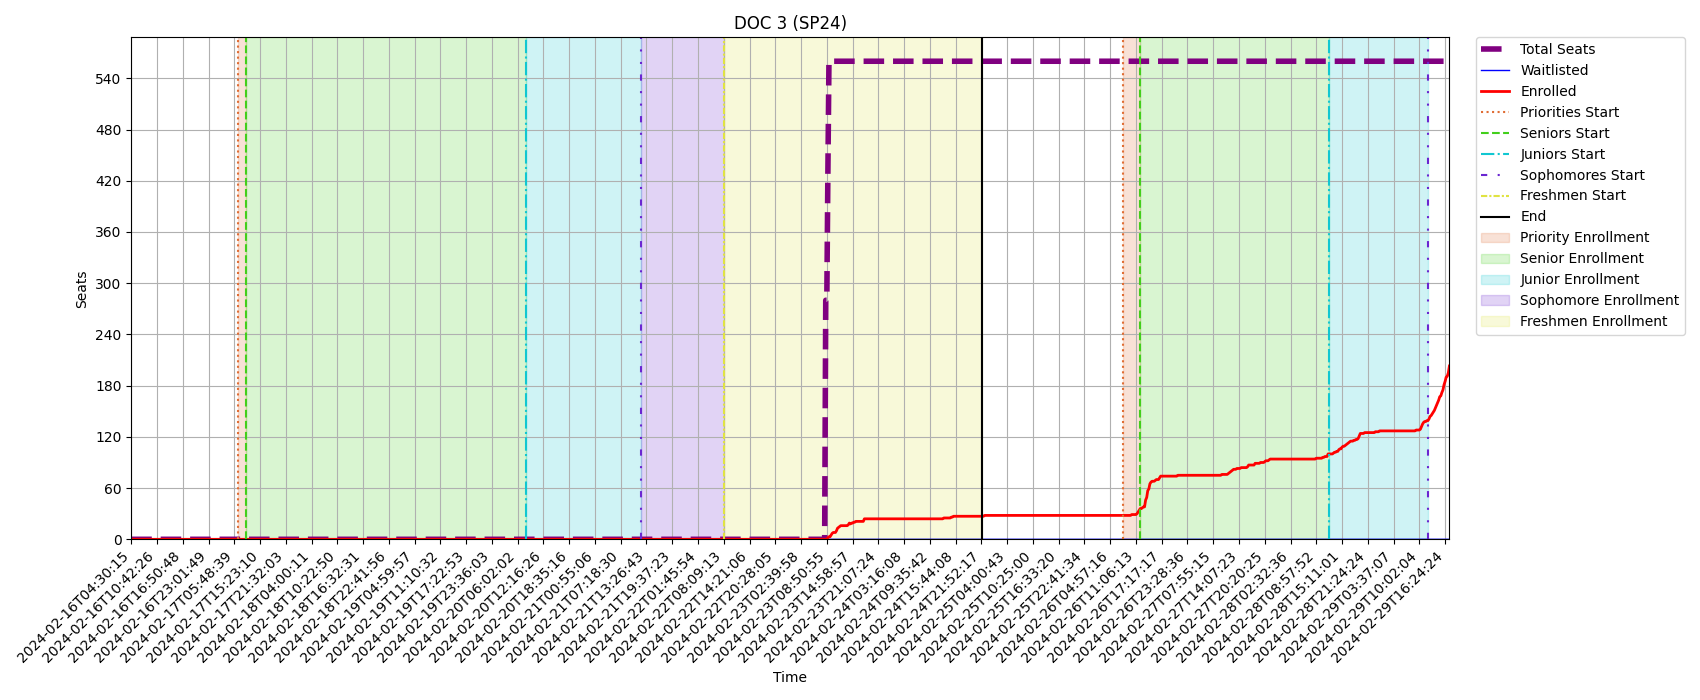 DOC 3 (SP24)
Total Seats
Waitlisted
Enrolled
Priorities Start
Seniors Start
Juniors Start
Sophomores Start
Freshmen Start
End
Priority Enrollment
Senior Enrollment
Junior Enrollment
Sophomore Enrollment
Freshmen Enrollment
Seats
540
480
420
360
300
240
180
120
60
0
2024-02-16T04:30:15
2024-02-16T10:42:26
2024-02-16T16:50:48
2024-02-16T23:01:49
2024-02-17T05:48:39
2024-02-17T15:23:10
2024-02-17T21:32:03
2024-02-18T04:00:11
2024-02-18T10:22:50
2024-02-18T16:32:31
2024-02-18T22:41:56
2024-02-19T04:59:57
2024-02-19T11:10:32
2024-02-19T17:22:53
2024-02-19T23:36:03
2024-02-20T06:02:02
2024-02-20T12:16:26
2024-02-20T18:35:16
2024-02-21T00:55:06
2024-02-21T07:18:30
2024-02-21T13:26:43
2024-02-21T19:37:23
2024-02-22T01:45:54
2024-02-22T08:09:13
2024-02-22T14:21:06
2024-02-22T20:28:05
2024-02-23T02:39:58
2024-02-23T08:50:55
2024-02-23T14:58:57
2024-02-23T21:07:24
2024-02-24T03:16:08
2024-02-24T09:35:42
2024-02-24T15:44:08
2024-02-24T21:52:17
2024-02-25T04:00:43
2024-02-25T10:25:00
2024-02-25T16:33:20
2024-02-25T22:41:34
2024-02-26T04:57:16
2024-02-26T11:06:13
2024-02-26T17:17:17
2024-02-26T23:28:36
2024-02-27T07:55:15
2024-02-27T14:07:23
2024-02-27T20:20:25
2024-02-28T02:32:36
2024-02-28T08:57:52
2024-02-28T15:11:01
2024-02-28T21:24:24
2024-02-29T03:37:07
2024-02-29T10:02:04
2024-02-29T16:24:24
Time